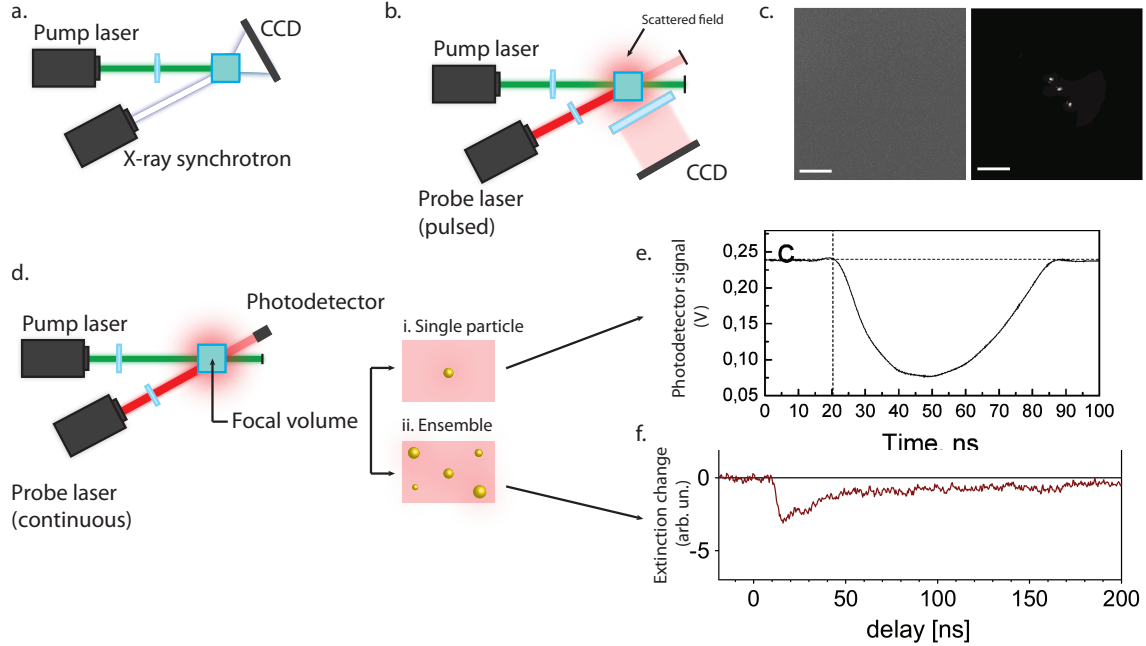 a.
Pump laser
CCD
X-ray synchrotron
b.
Scattered field
Pump laser
Probe laser
(pulsed)
CCD
c.
d.
Pump laser
Photodetector
Focal volume
Probe laser
(continuous)
i. Single particle
ii. Ensemble
e.
C
Photodetector signal
(V)
0,25
0,20
0,15
0,10
0,05
0 10 20 30 40 50 60 70 80 90 100
Time, ns
f.
Extinction change
(arb. un.)
0
-5
0 50 100 150 200
delay [ns]